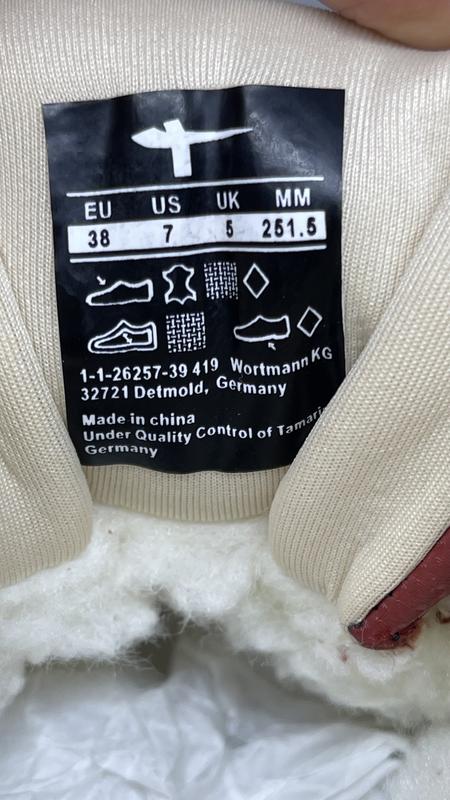 EU US UK MM
38 7 5 251.5
1-1-26257-39 419 Wortmann KG
32721 Detmold, Germany
Made in china
Under Quality Control of
Germany